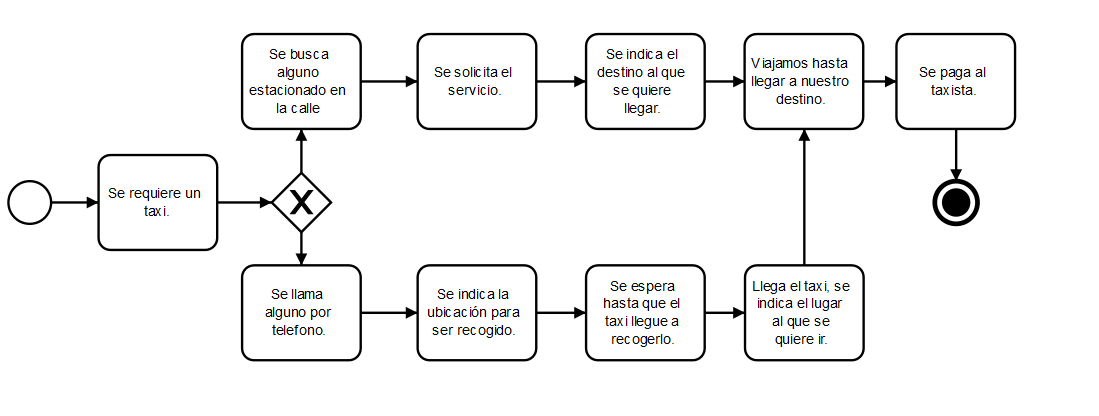 Se busca
alguno
estacionado en
la calle
Se solicita el
servicio.
Se indica el
destino al que
se quiere
llegar.
Viajamos hasta
llegar a nuestro
destino.
Se paga al
taxista.
Se requiere un
taxi.
X
Se llama
alguno por
telefono.
Se indica la
ubicación para
ser recogido.
Se espera
hasta que el
taxi llegue a
recogerlo.
Llega el taxi, se
indica el lugar
al que se
quiere ir.